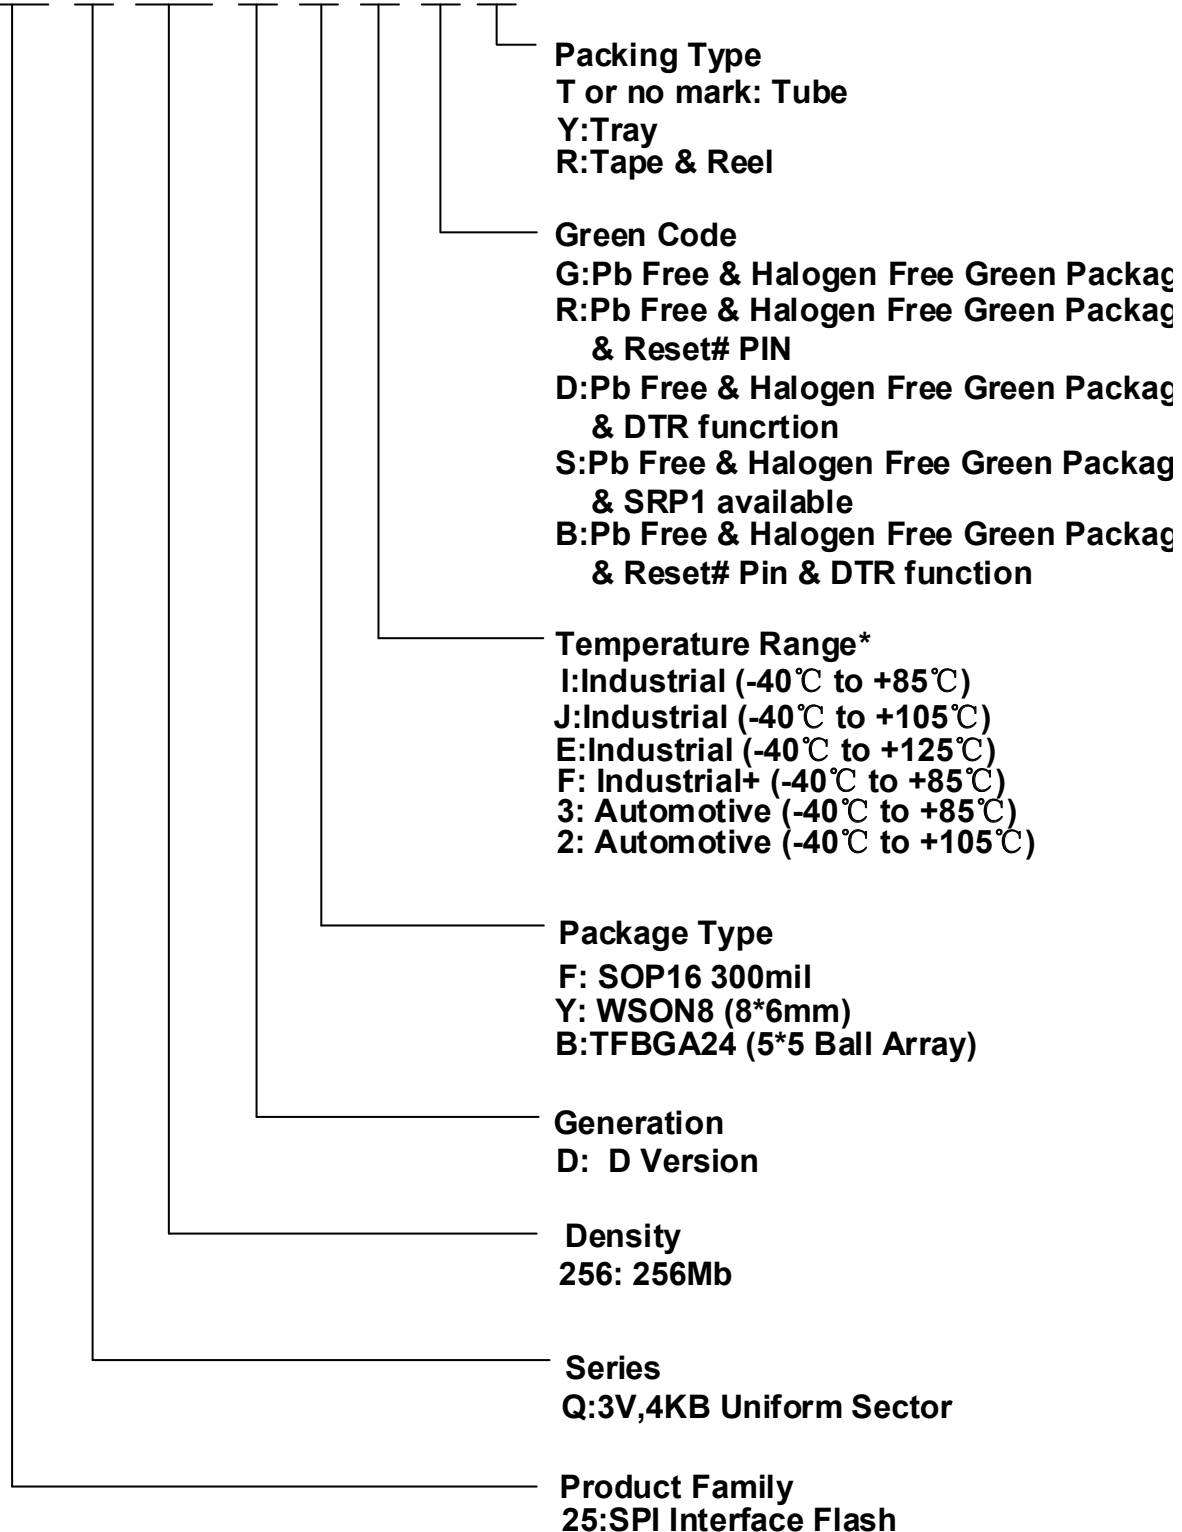 Packing Type
T or no mark: Tube
Y:Tray
R:Tape & Reel
Green Code
G:Pb Free & Halogen Free Green Packag
R:Pb Free & Halogen Free Green Packag
& Reset# PIN
D:Pb Free & Halogen Free Green Packag
& DTR funcrtion
S:Pb Free & Halogen Free Green Packag
& SRP1 available
B:Pb Free & Halogen Free Green Packag
& Reset# Pin & DTR function
Temperature Range*
I:Industrial (-40℃ to +85℃)
J:Industrial (-40℃ to +105℃)
E:Industrial (-40℃ to +125℃)
F: Industrial+ (-40℃ to +85℃)
3: Automotive (-40℃ to +85℃)
2: Automotive (-40℃ to +105℃)
Package Type
F: SOP16 300mil
Y: WSON8 (8*6mm)
B:TFBGA24 (5*5 Ball Array)
Generation
D: D Version
Density
256: 256Mb
Series
Q:3V,4KB Uniform Sector
Product Family
25:SPI Interface Flash